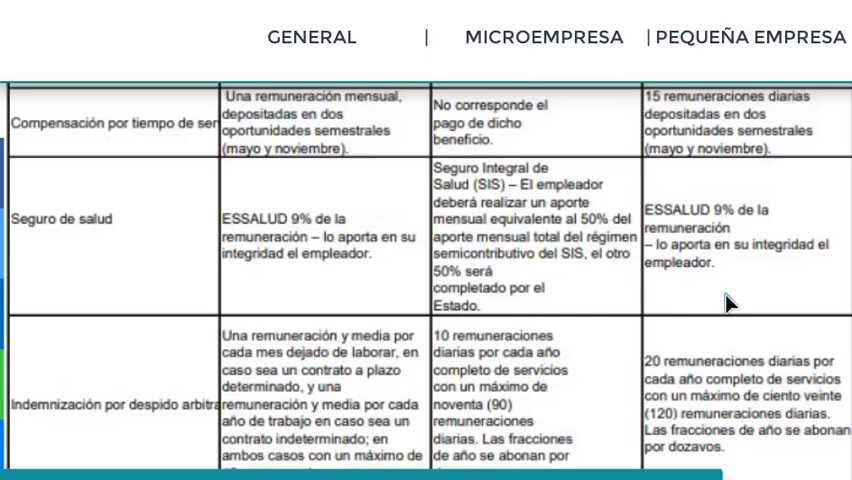 GENERAL | MICROEMPRESA | PEQUEÑA EMPRESA
Compensación por tiempo de ser
Una remuneración mensual,
depositadas en dos
oportunidades semestrales
(mayo y noviembre).
No corresponde el
pago de dicho
beneficio.
15 remuneraciones diarias
depositadas en dos
oportunidades semestrales
(mayo y noviembre).
Seguro de salud
ESSALUD 9% de la
remuneración – lo aporta en su
integridad el empleador.
Seguro Integral de
Salud (SIS) – El empleador
deberá realizar un aporte
mensual equivalente al 50% del
aporte mensual total del régimen
semicontributivo del SIS, el otro
50% será
completado por el
Estado.
ESSALUD 9% de la
remuneración
– lo aporta en su integridad el
empleador.
Indemnización por despido arbitra
Una remuneración y media por
cada mes dejado de laborar, en
caso sea un contrato a plazo
determinado, y una
remuneración y media por cada
año de trabajo en caso sea un
contrato indeterminado; en
ambos casos con un máximo de
10 remuneraciones
diarias por cada año
completo de servicios
con un máximo de
noventa (90)
remuneraciones
diarias. Las fracciones
de año se abonan por
20 remuneraciones diarias por
cada año completo de servicios
con un máximo de ciento veinte
(120) remuneraciones diarias.
Las fracciones de año se abonan
por dozavos.